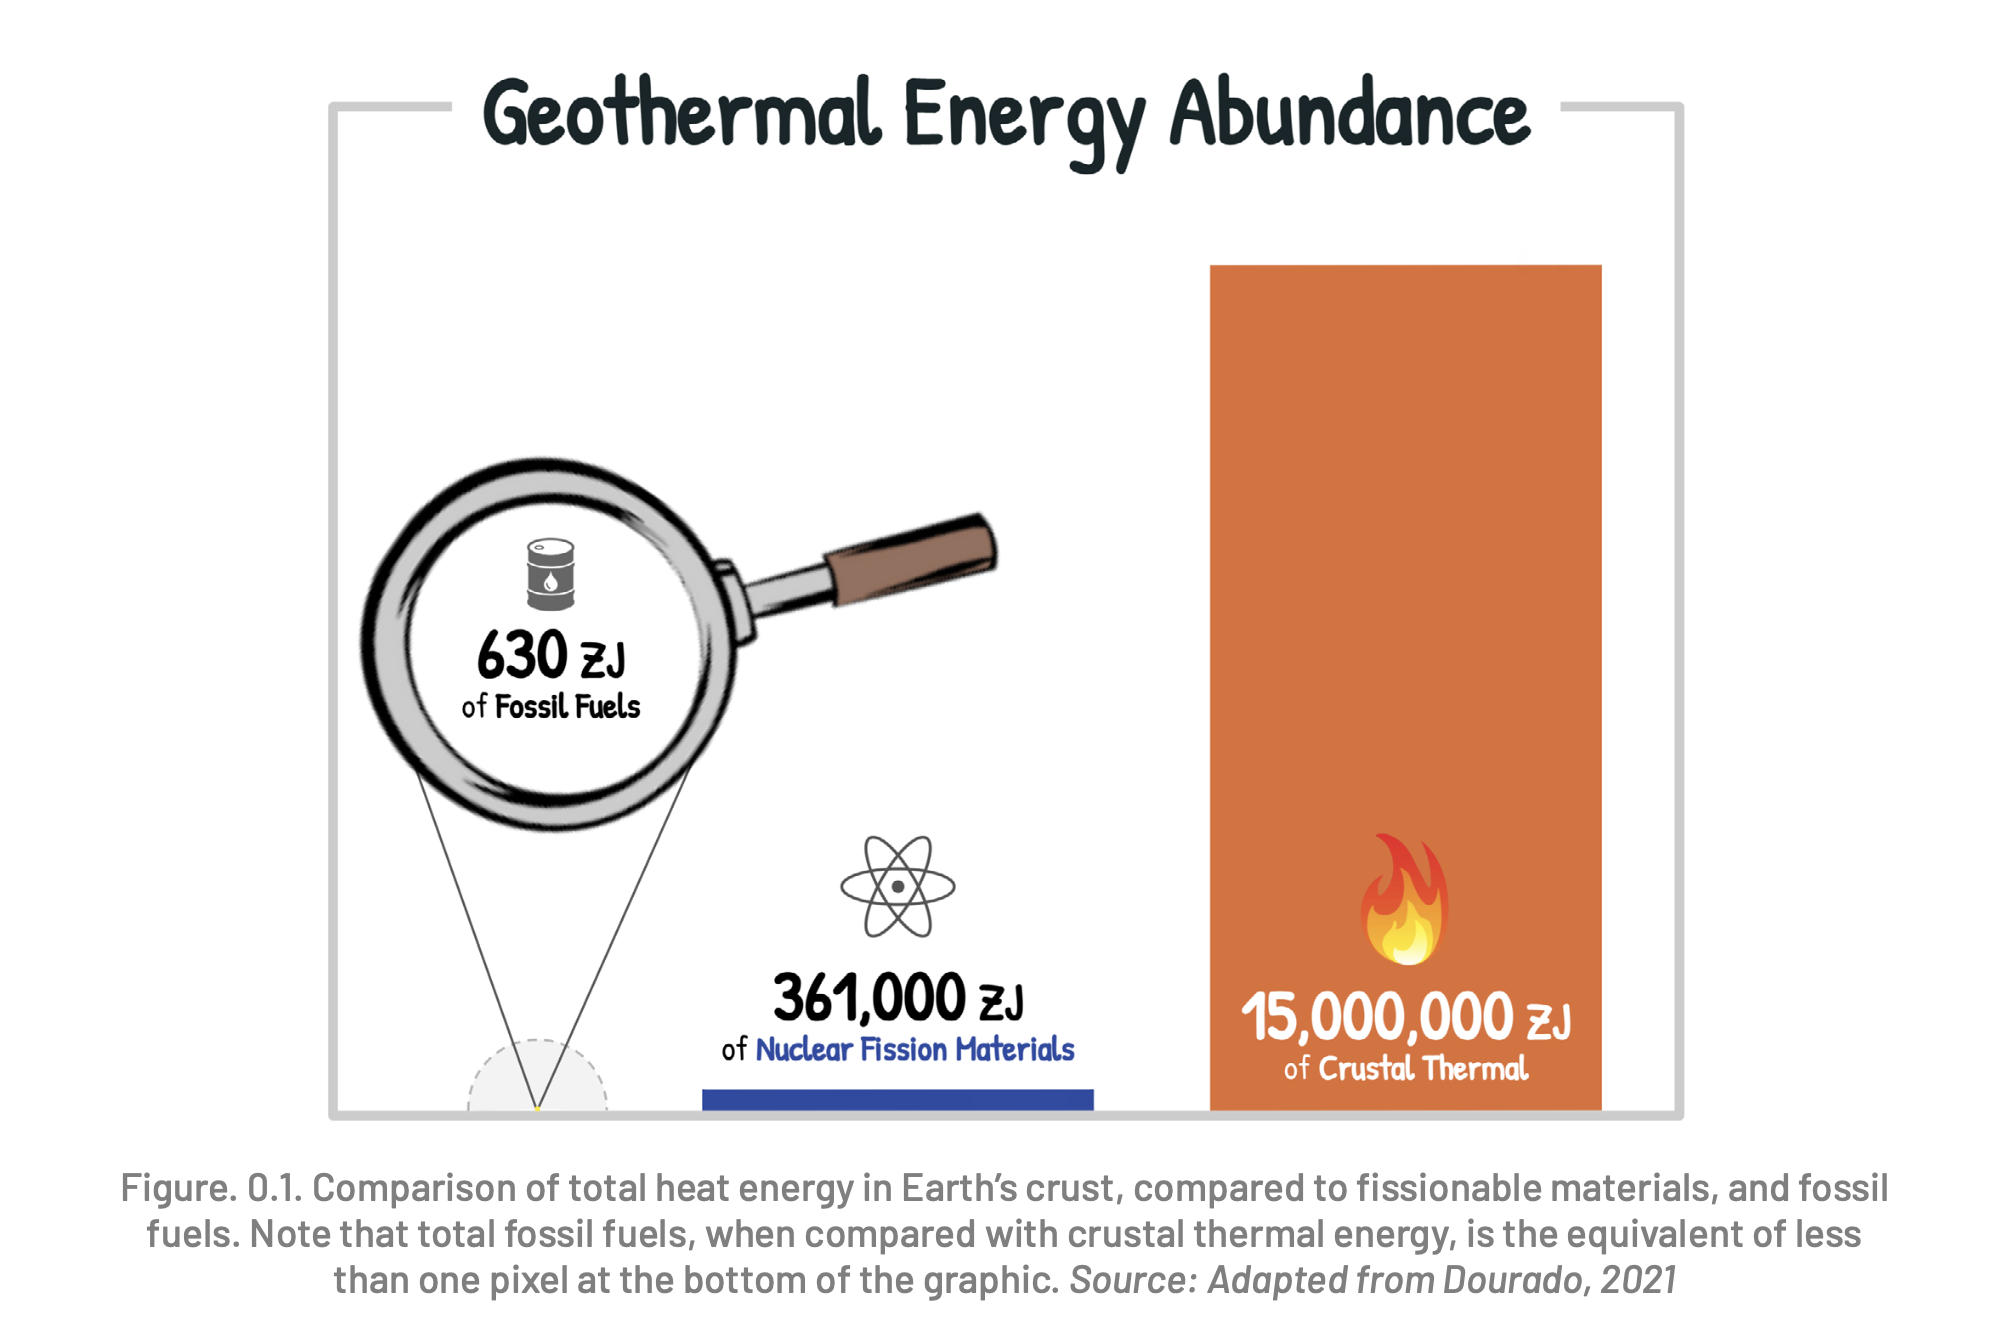 Geothermal Energy Abundance
630 ZJ
of Fossil Fuels
361,000 ZJ
of Nuclear Fission Materials
15,000,000 ZJ
of Crustal Thermal
Figure. 0.1. Comparison of total heat energy in Earth’s crust, compared to fissionable materials, and fossil
fuels. Note that total fossil fuels, when compared with crustal thermal energy, is the equivalent of less
than one pixel at the bottom of the graphic. Source: Adapted from Dourado, 2021